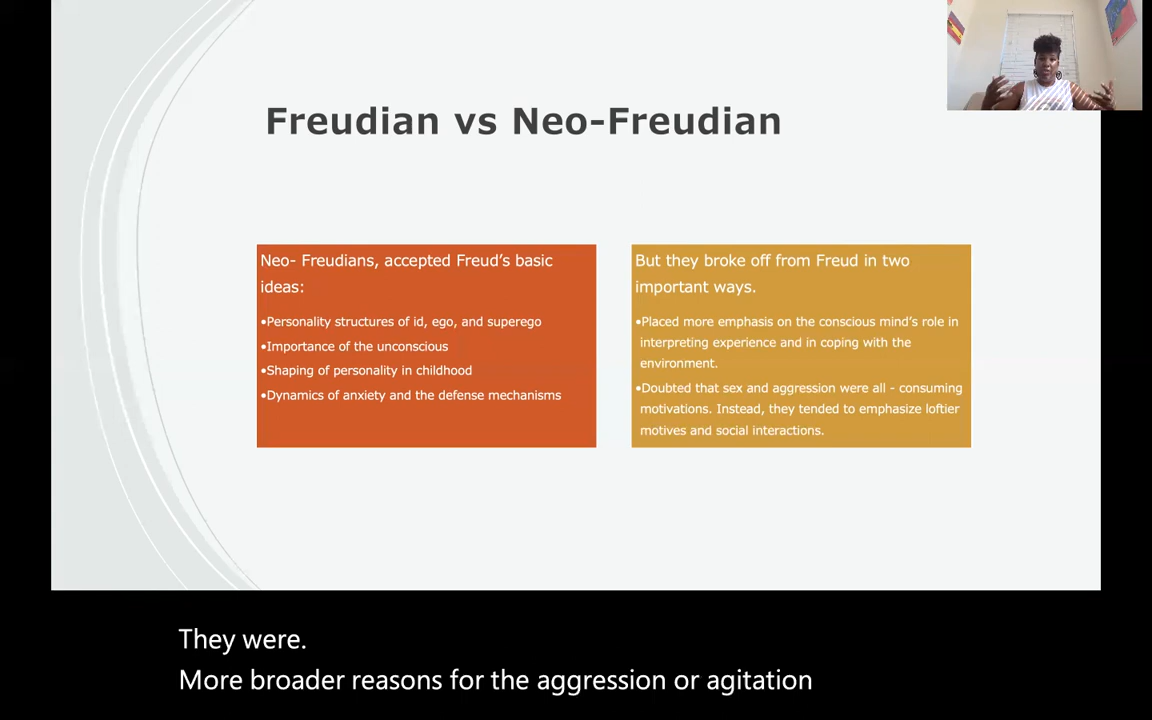 Freudian vs Neo-Freudian
Neo- Freudians, accepted Freud's basic
ideas:
•Personality structures of id, ego, and superego
•Importance of the unconscious
•Shaping of personality in childhood
•Dynamics of anxiety and the defense mechanisms
But they broke off from Freud in two
important ways.
•Placed more emphasis on the conscious mind's role in
interpreting experience and in coping with the
environment.
•Doubted that sex and aggression were all - consuming
motivations. Instead, they tended to emphasize loftier
motives and social interactions.
They were.
More broader reasons for the aggression or agitation